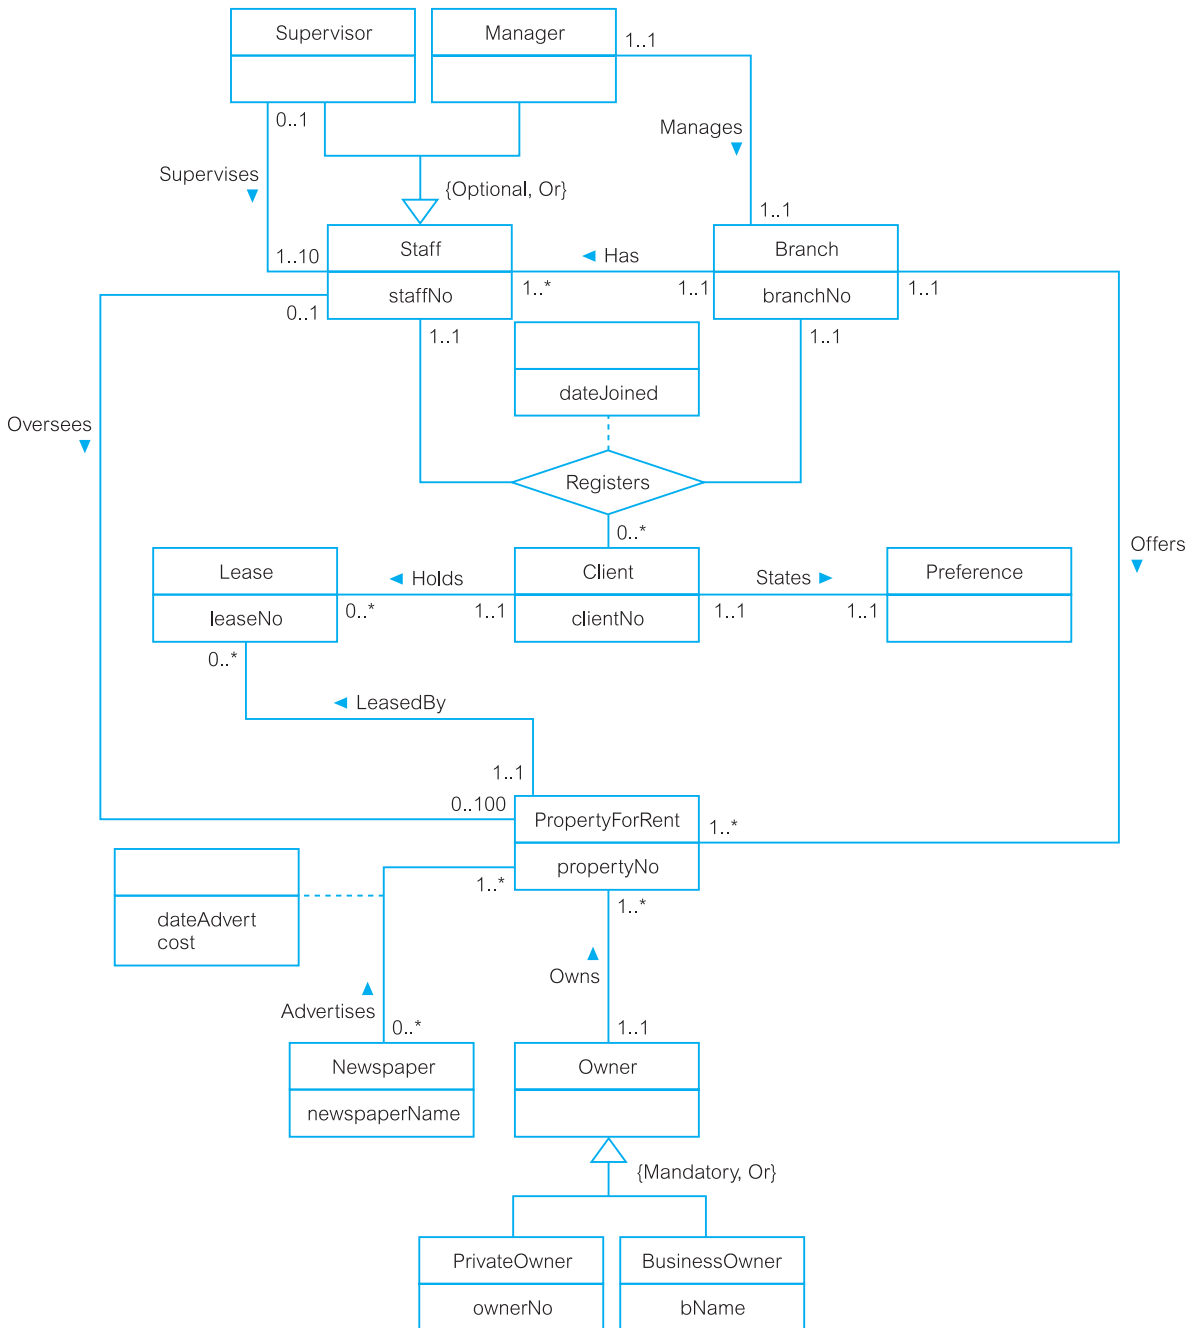 Supervisor
Manager
1..1
0..1
Manages
Supervises
{Optional, Or}
1..1
Staff
Branch
1..10
Has
1..*
1..1
1..1
staffNo
branchNo
0..1
1..1
1..1
dateJoined
Oversees
Registers
0..*
Offers
Lease
Holds
Client
States
Preference
0..*
1..1
1..1
1..1
leaseNo
clientNo
0..*
LeasedBy
1..1
0..100
PropertyForRent
1..*
propertyNo
1..*
1..*
dateAdvert
cost
Owns
Advertises
0..*
1..1
Newspaper
Owner
newspaperName
{Mandatory, Or}
PrivateOwner
BusinessOwner
ownerNo
bName